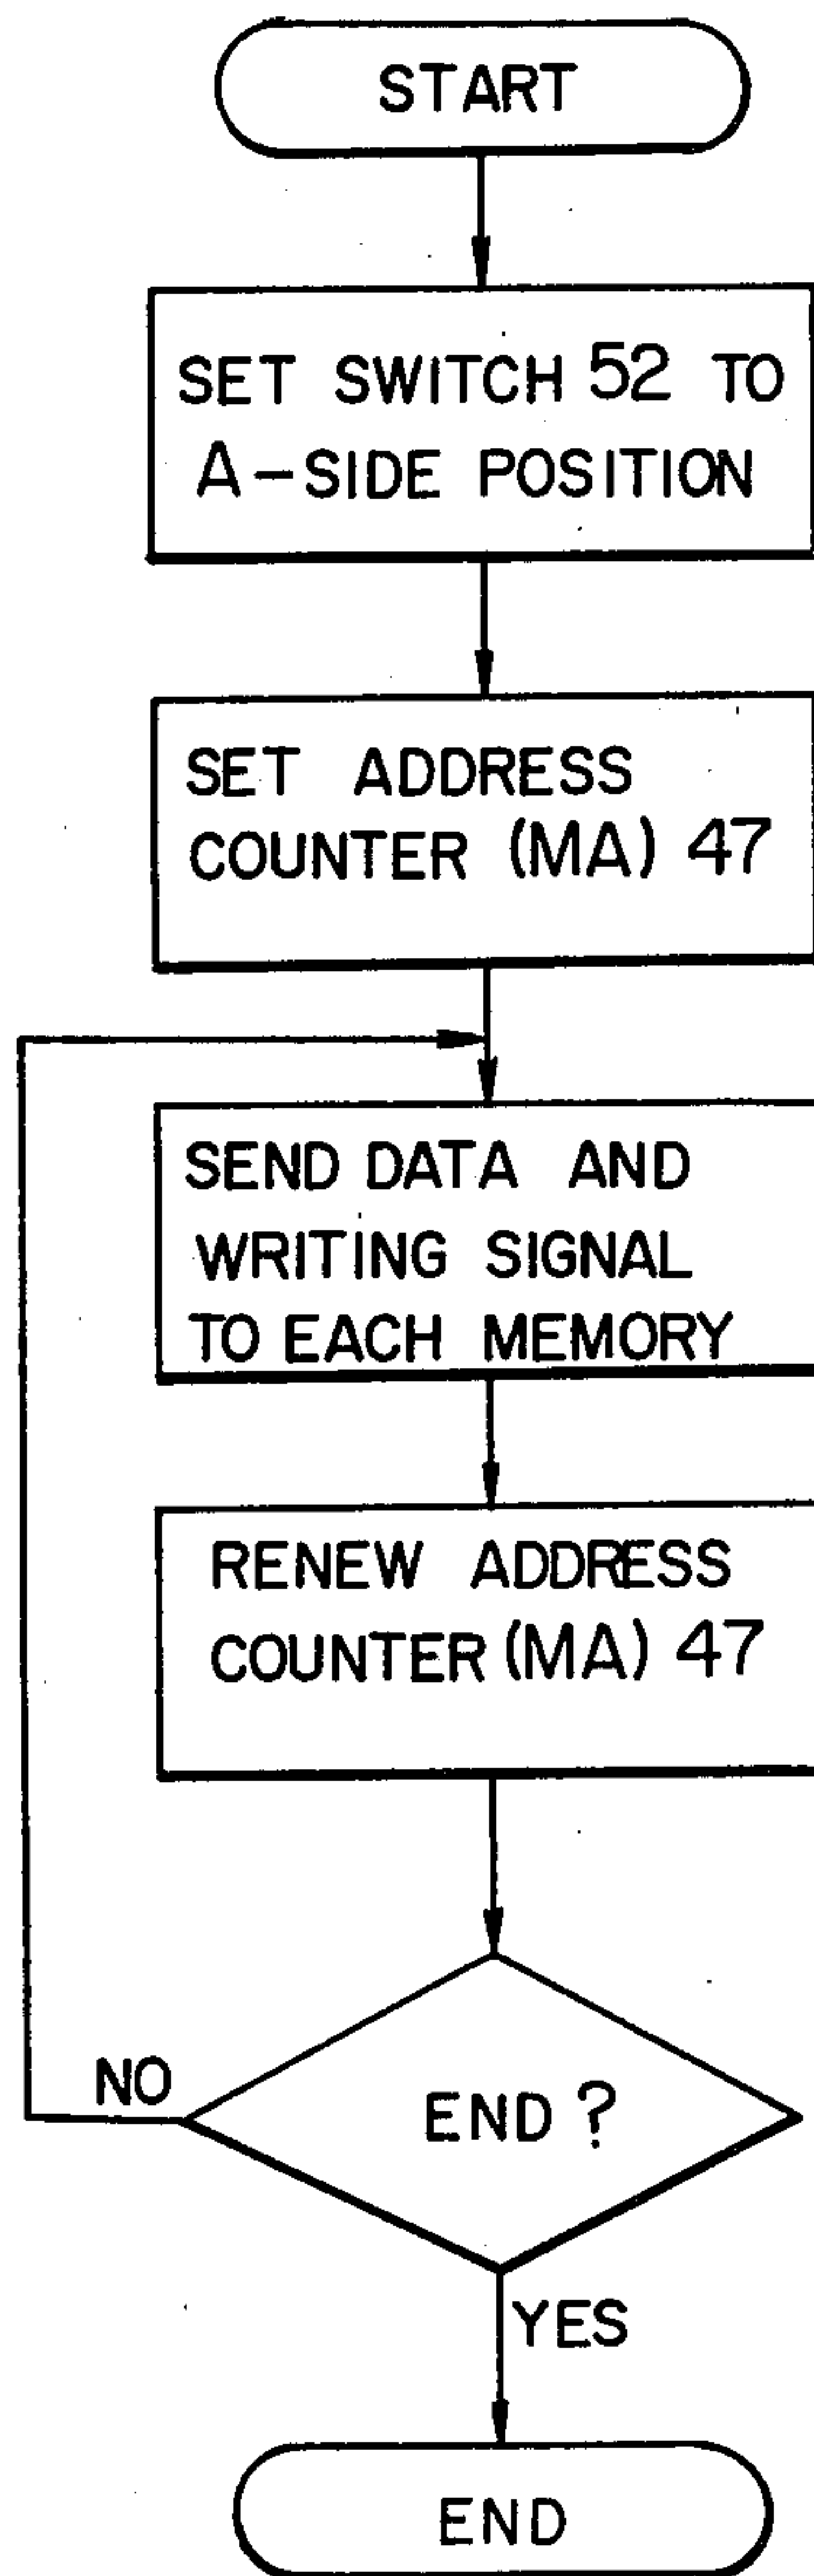 START
SET SWITCH 52 TO
A-SIDE POSITION
SET ADDRESS
COUNTER (MA) 47
SEND DATA AND
WRITING SIGNAL
TO EACH MEMORY
RENEW ADDRESS
COUNTER (MA) 47
END ?
NO
YES
END